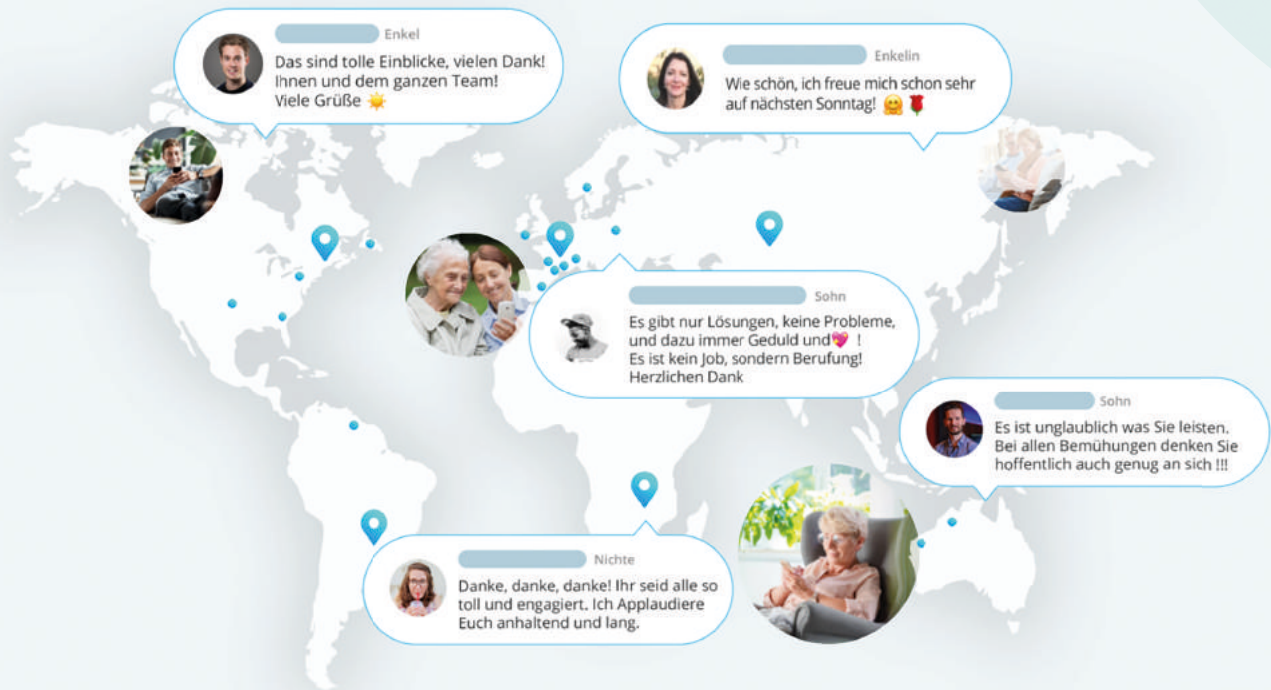 Enkel
Das sind tolle Einblicke, vielen Dank!
Ihnen und dem ganzen Team!
Viele Grüße ☀️
Enkelin
Wie schön, ich freue mich schon sehr
auf nächsten Sonntag! 🤗🌹
Sohn
Es gibt nur Lösungen, keine Probleme,
und dazu immer Geduld und💖 !
Es ist kein Job, sondern Berufung!
Herzlichen Dank
Sohn
Es ist unglaublich was Sie leisten.
Bei allen Bemühungen denken Sie
hoffentlich auch genug an sich !!!
Nichte
Danke, danke, danke! Ihr seid alle so
toll und engagiert. Ich Applaudiere
Euch anhaltend und lang.